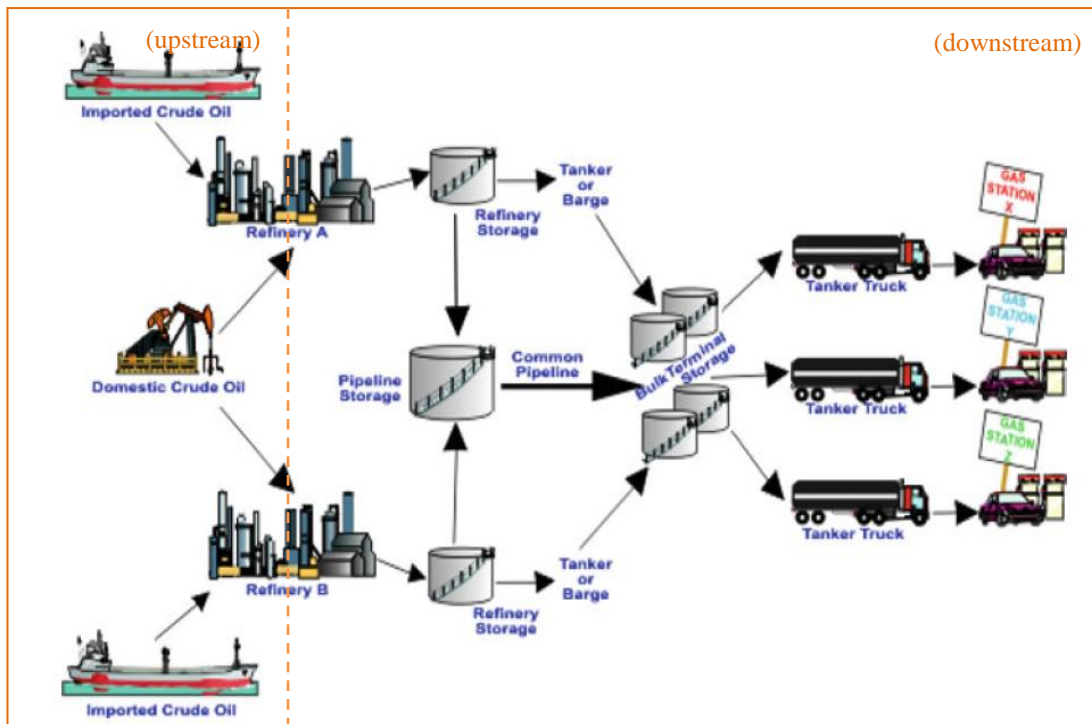 (upstream)
(downstream)
Imported Crude Oil
Refinery A
Refinery
Storage
Tanker
or
Barge
Tanker Truck
GAS
STATION
X
Domestic Crude Oil
Pipeline
Storage
Common
Pipeline
Bulk Terminal
Storage
Tanker Truck
GAS
STATION
Y
Refinery B
Refinery
Storage
Tanker
or
Barge
Tanker Truck
GAS
STATION
Z
Imported Crude Oil